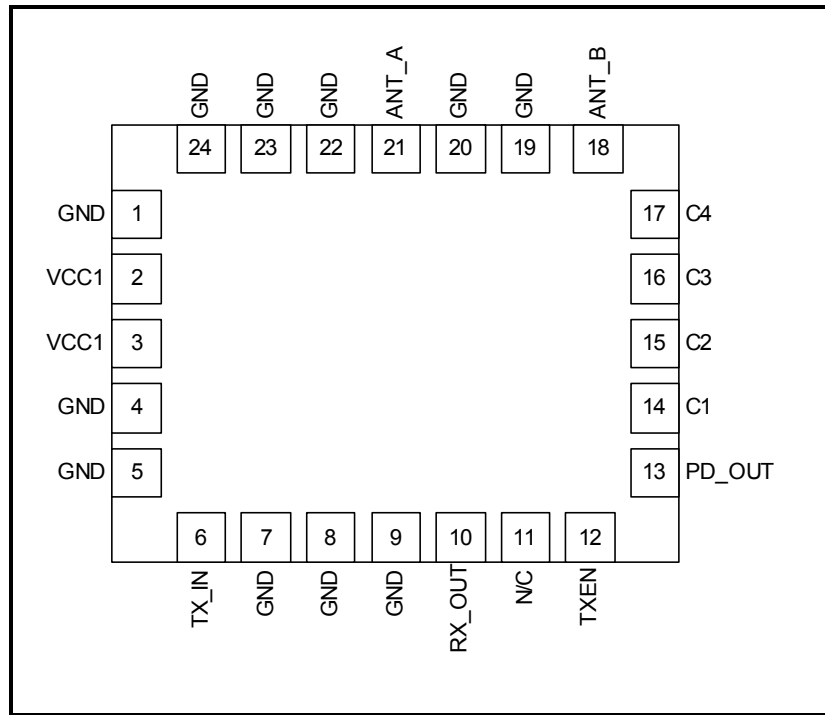 GND GND GND ANT_A GND GND ANT_B
24 23 22 21 20 19 18
GND 1 17 C4
VCC1 2 16 C3
VCC1 3 15 C2
GND 4 14 C1
GND 5 13 PD_OUT
6 7 8 9 10 11 12
TX_IN GND GND GND RX_OUT N/C TXEN